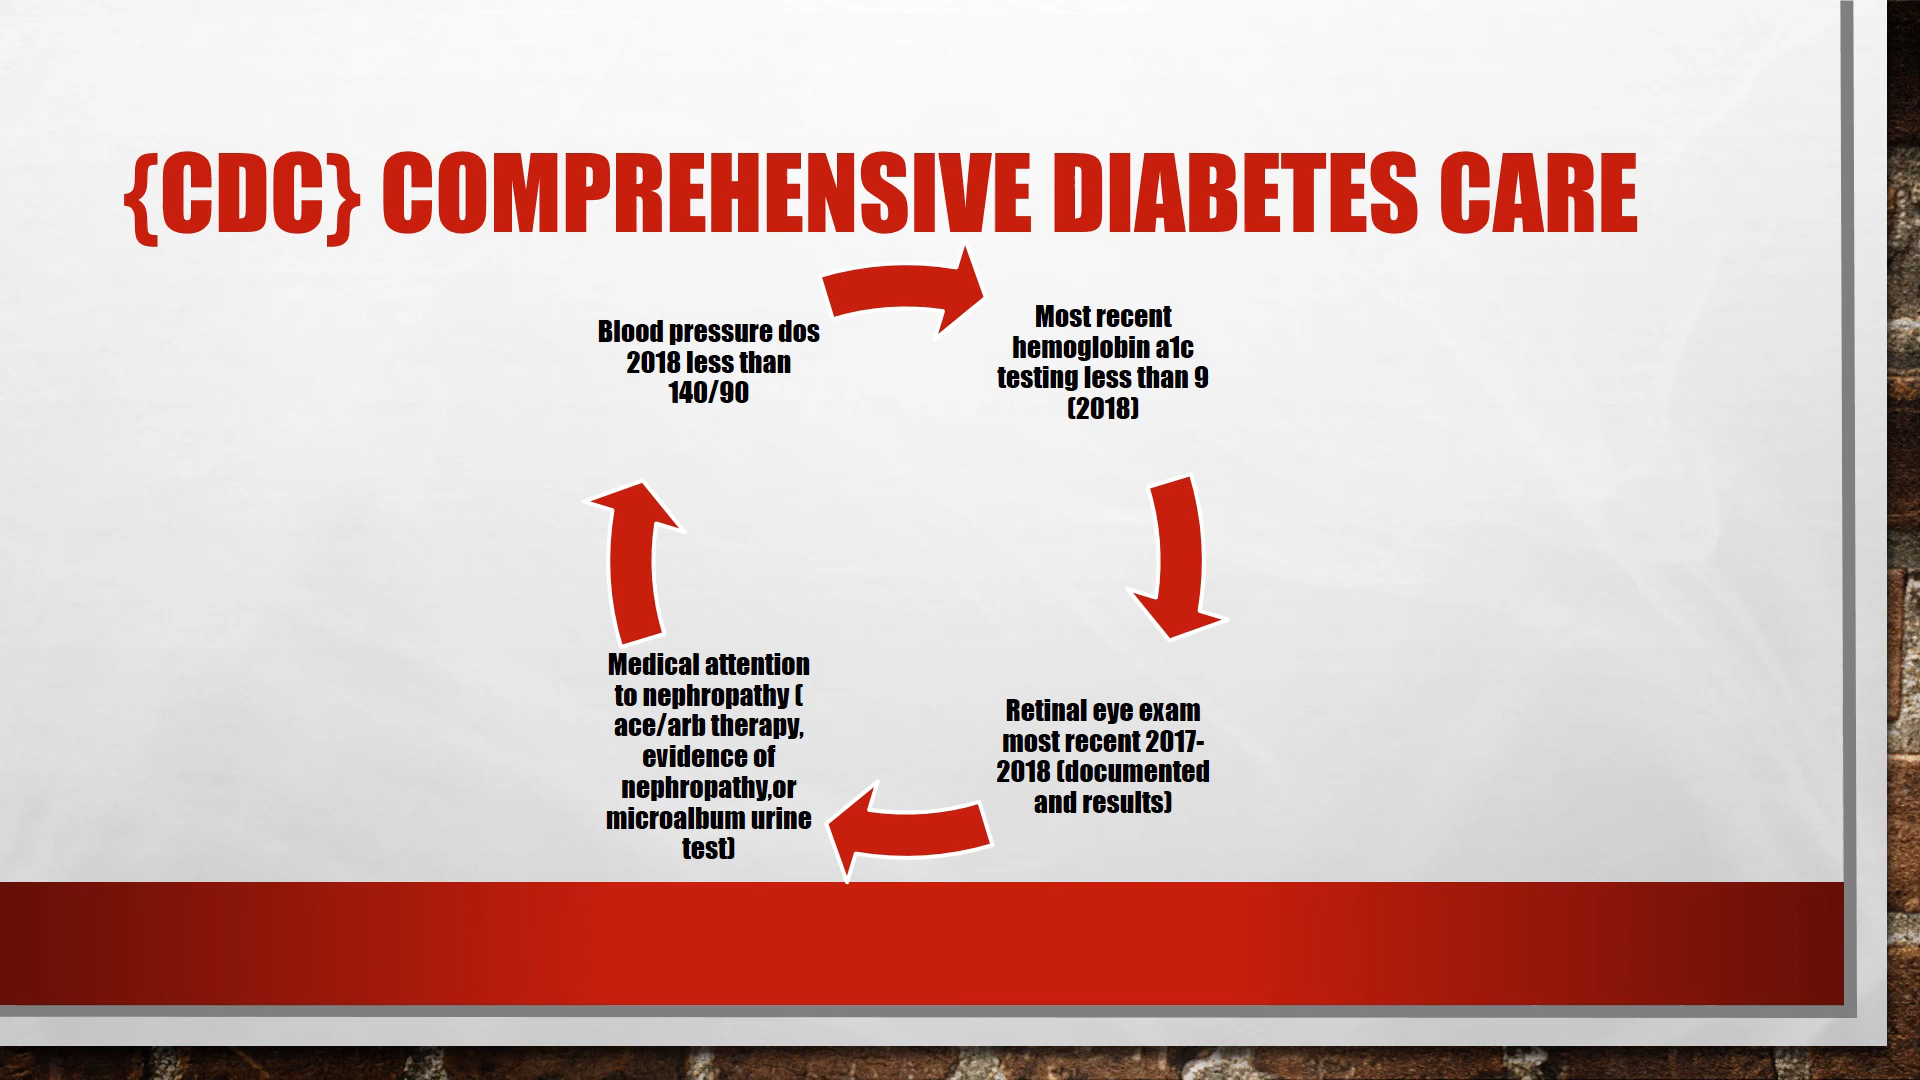 {CDC} COMPREHENSIVE DIABETES CARE
Blood pressure dos
2018 less than
140/90
Most recent
hemoglobin a1c
testing less than 9
(2018)
Retinal eye exam
most recent 2017-
2018 (documented
and results)
Medical attention
to nephropathy (
ace/arb therapy,
evidence of
nephropathy,or
microalbum urine
test)